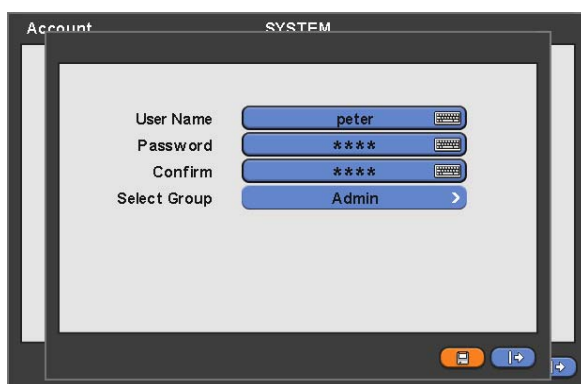 Account SYSTEM
User Name peter
Password ****
Confirm ****
Select Group Admin